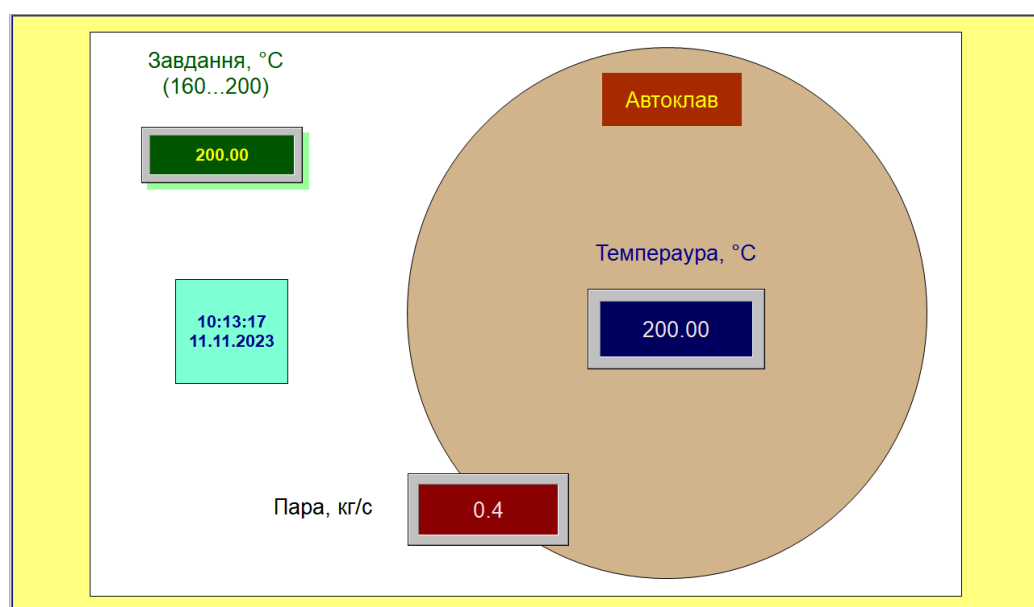 Завдання, °C
(160...200)
200.00
10:13:17
11.11.2023
Автоклав
Темпераура, °C
200.00
Пара, кг/с
0.4